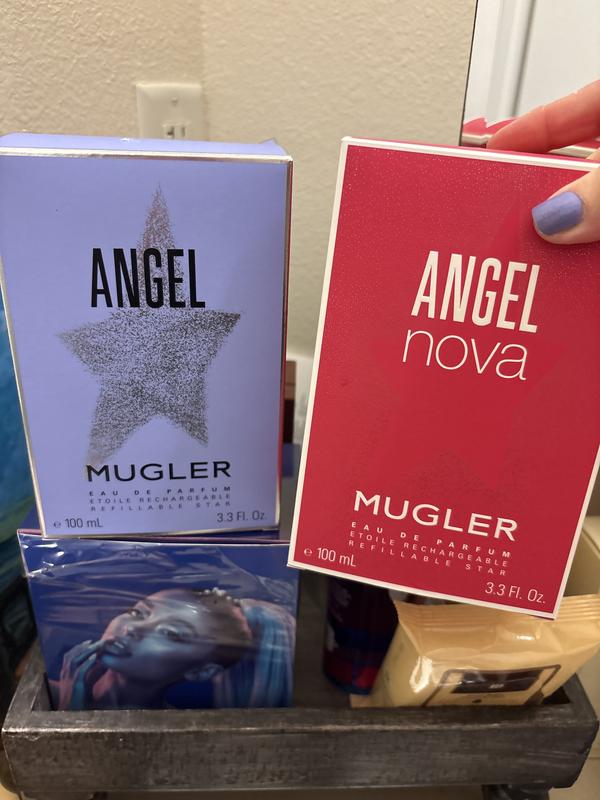 ANGEL
MUGLER
EAU DE PARFUM
ETOILE RECHARGEABLE
REFILLABLE STAR
e 100 mL 3.3 Fl. Oz.
ANGEL
nova
MUGLER
EAU DE PARFUM
ETOILE RECHARGEABLE
REFILLABLE STAR
e 100 mL 3.3 Fl. Oz.